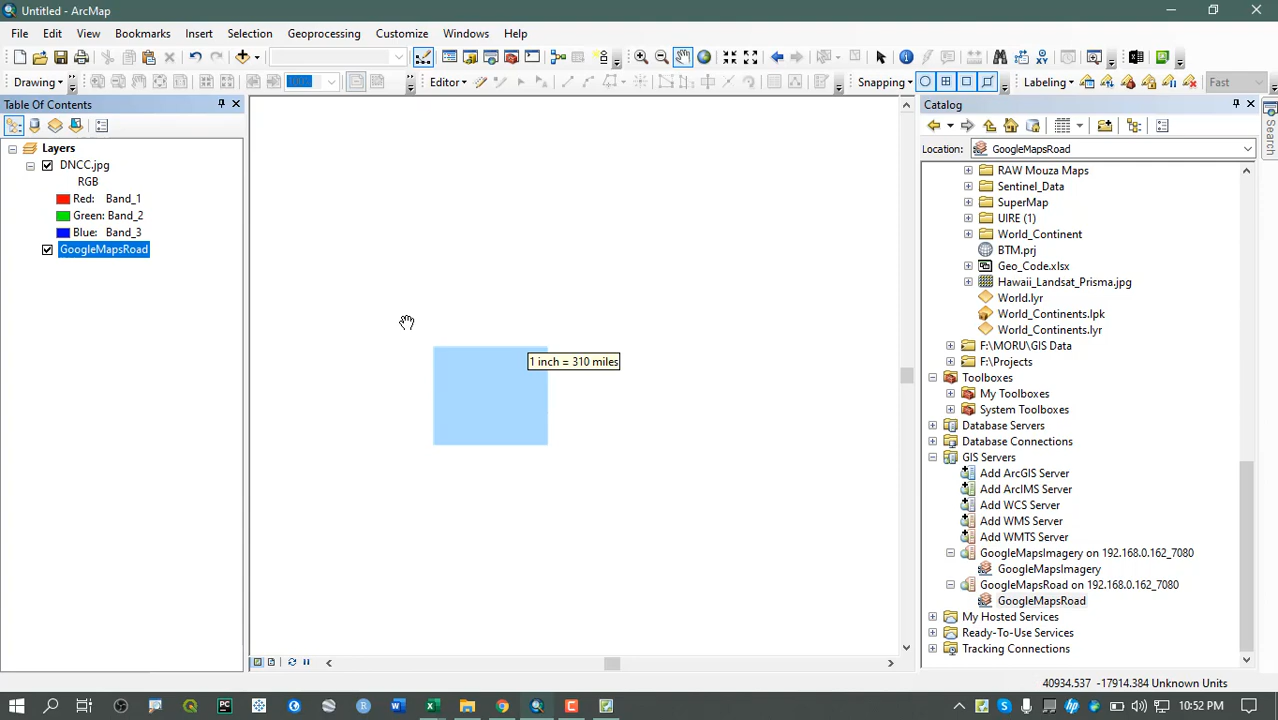 Untitled - ArcMap
File Edit View Bookmarks Insert Selection Geoprocessing Customize Windows Help
Drawing Editor Snapping Labeling Fast
Table Of Contents
Layers
DNCC.jpg
RGB
Red: Band_1
Green: Band_2
Blue: Band_3
GoogleMapsRoad
1 inch = 310 miles
Catalog
Location: GoogleMapsRoad
RAW Mouza Maps
Sentinel_Data
SuperMap
UIRE (1)
World_Continent
BTM.prj
Geo_Code.xlsx
Hawaii_Landsat_Prisma.jpg
World.lyr
World_Continents.lpk
World_Continents.lyr
F:\MORU\GIS Data
F:\Projects
Toolboxes
My Toolboxes
System Toolboxes
Database Servers
Database Connections
GIS Servers
Add ArcGIS Server
Add ArcIMS Server
Add WCS Server
Add WMS Server
Add WMTS Server
GoogleMapsImagery on 192.168.0.162_7080
GoogleMapsImagery
GoogleMapsRoad on 192.168.0.162_7080
GoogleMapsRoad
My Hosted Services
Ready-To-Use Services
Tracking Connections
Search
40934.537 -17914.384 Unknown Units
10:52 PM